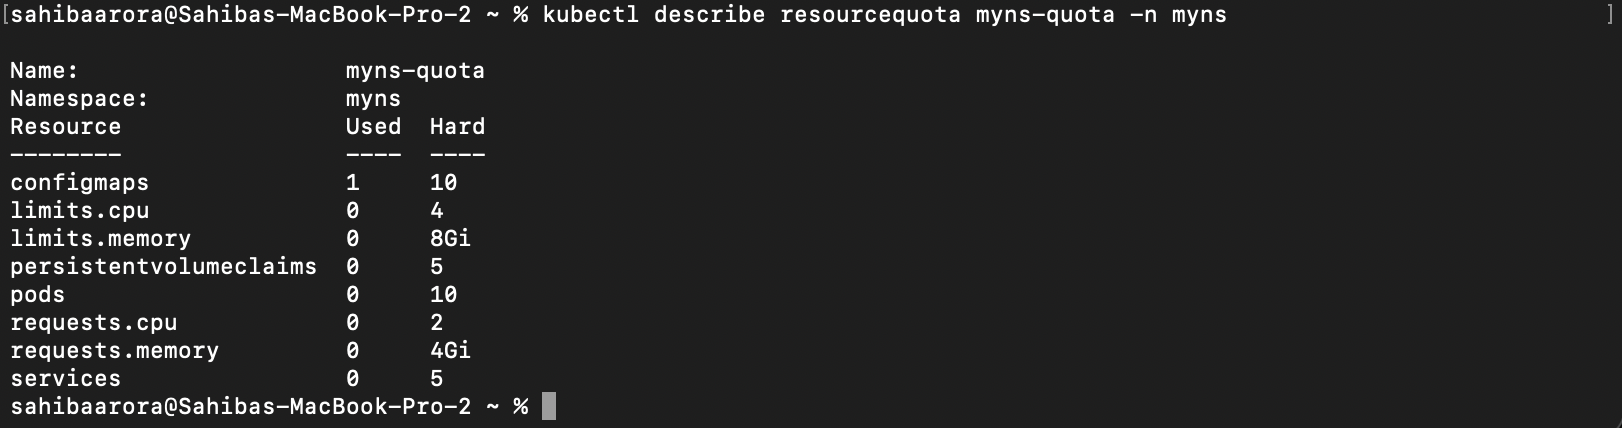 [sahibaarora@Sahibas-MacBook-Pro-2 ~ % kubectl describe resourcequota myns-quota -n myns ]
Name: myns-quota
Namespace: myns
Resource Used Hard
-------- ---- ----
configmaps 1 10
limits.cpu 0 4
limits.memory 0 8Gi
persistentvolumeclaims 0 5
pods 0 10
requests.cpu 0 2
requests.memory 0 4Gi
services 0 5
sahibaarora@Sahibas-MacBook-Pro-2 ~ %